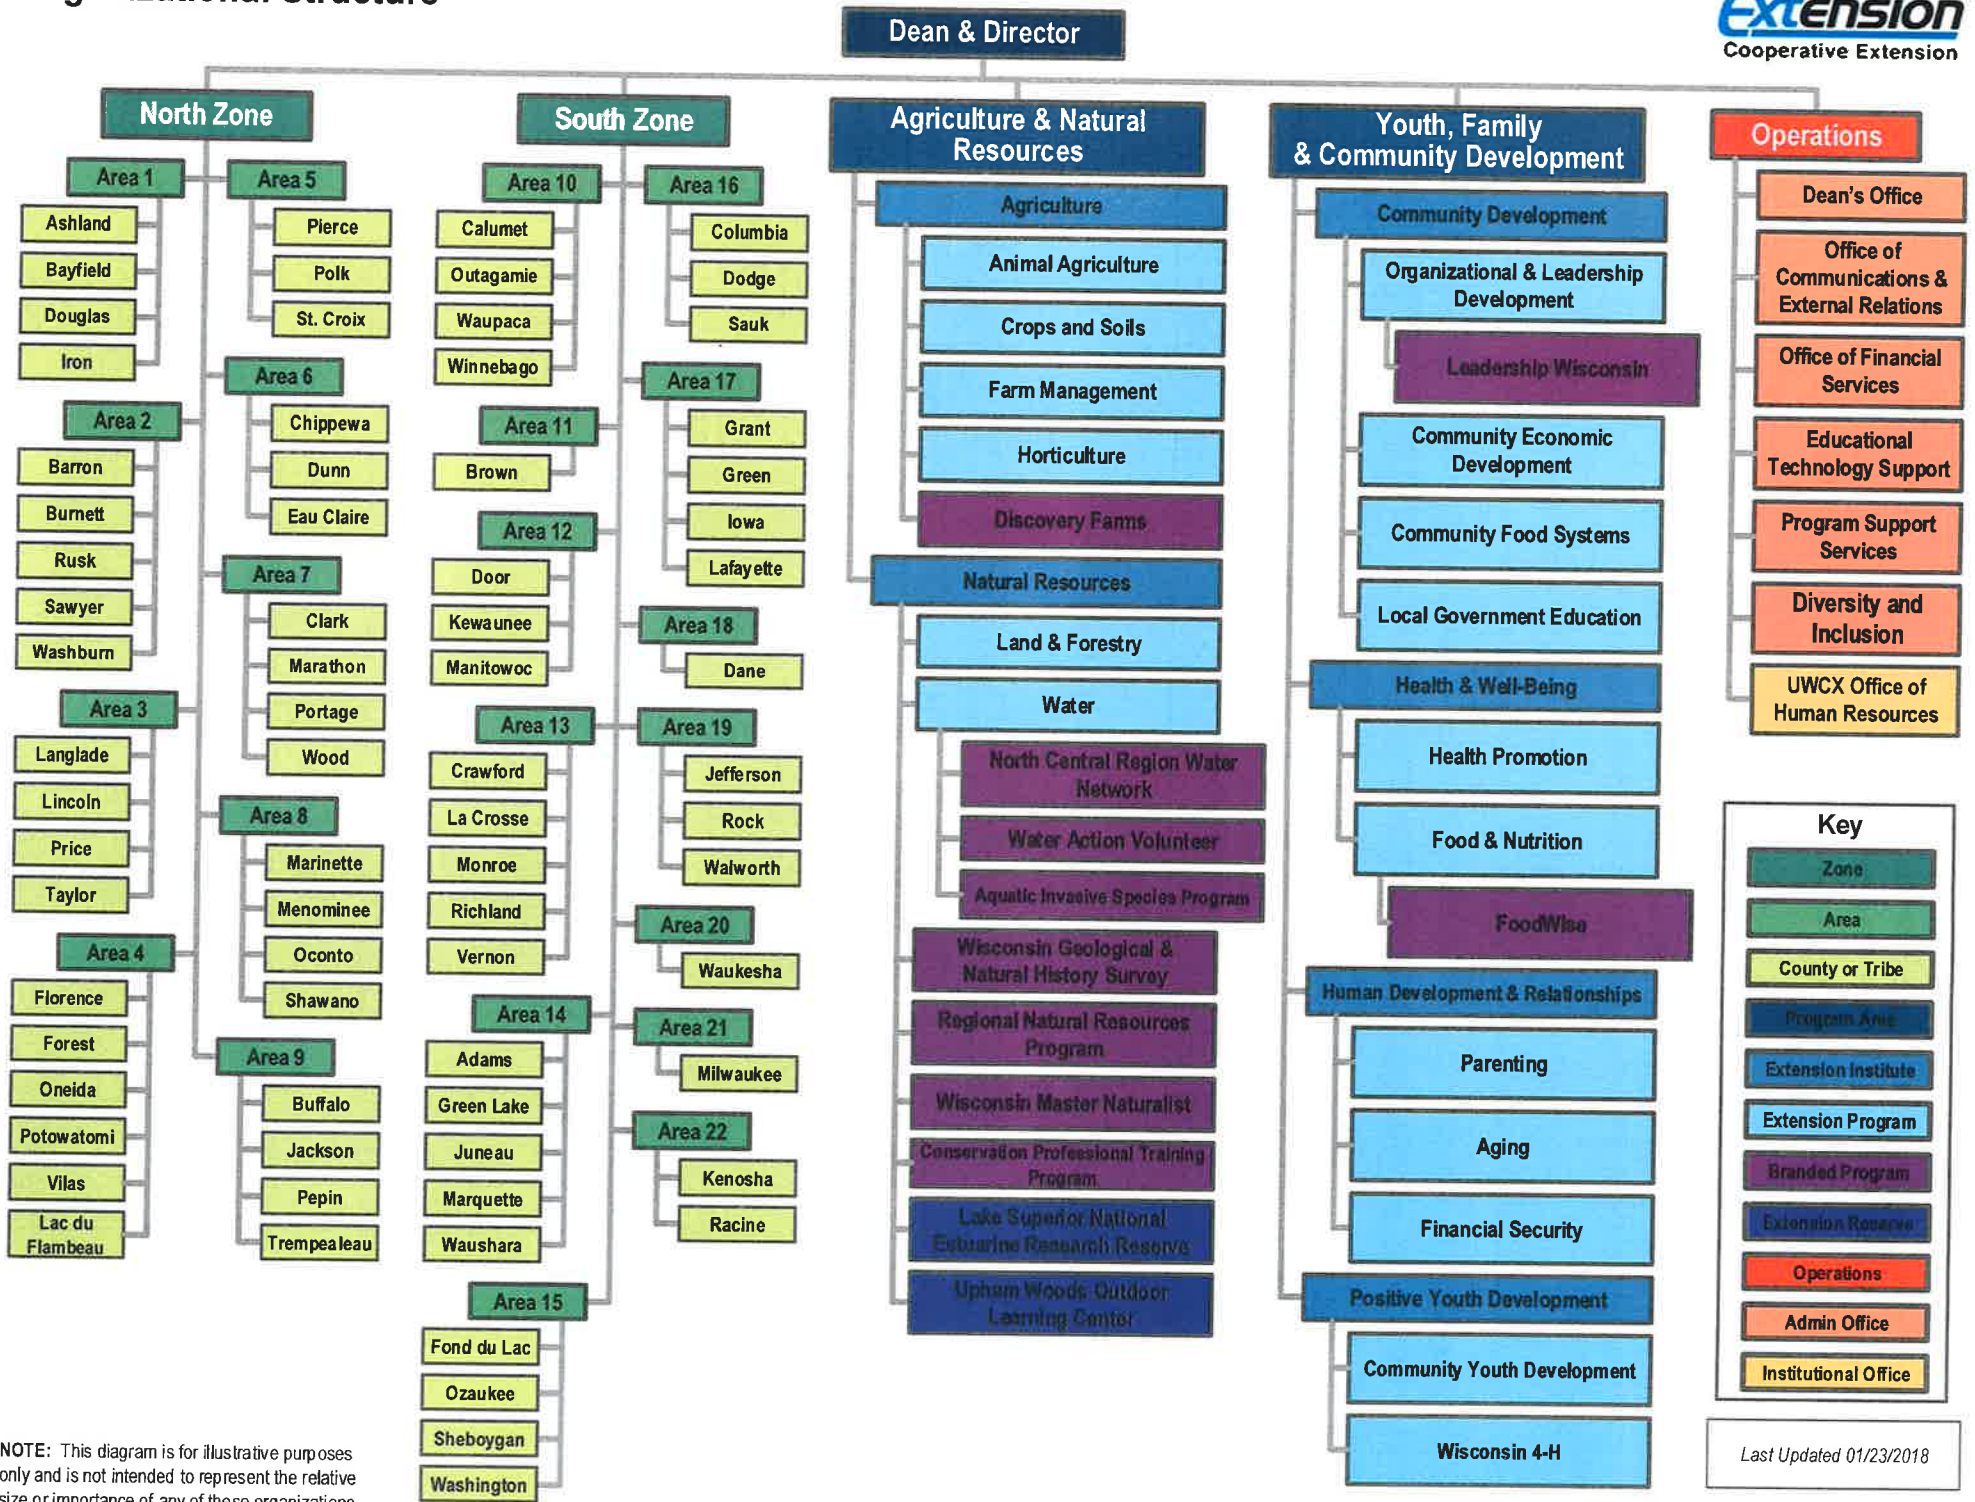 izational Structure
Extension
Cooperative Extension
Dean & Director
North Zone
Area 1
Ashland
Bayfield
Douglas
Iron
Area 2
Barron
Burnett
Rusk
Sawyer
Washburn
Area 3
Langlade
Lincoln
Price
Taylor
Area 4
Florence
Forest
Oneida
Potowatomi
Vilas
Lac du
Flambeau
Area 5
Pierce
Polk
St. Croix
Area 6
Chippewa
Dunn
Eau Claire
Area 7
Clark
Marathon
Portage
Wood
Area 8
Marinette
Menominee
Oconto
Shawano
Area 9
Buffalo
Jackson
Pepin
Trempealeau
South Zone
Area 10
Calumet
Outagamie
Waupaca
Winnebago
Area 11
Brown
Area 12
Door
Kewaunee
Manitowoc
Area 13
Crawford
La Crosse
Monroe
Richland
Vernon
Area 14
Adams
Green Lake
Juneau
Marquette
Waushara
Area 15
Fond du Lac
Ozaukee
Sheboygan
Washington
Area 16
Columbia
Dodge
Sauk
Area 17
Grant
Green
Iowa
Lafayette
Area 18
Dane
Area 19
Jefferson
Rock
Walworth
Area 20
Waukesha
Area 21
Milwaukee
Area 22
Kenosha
Racine
Agriculture & Natural
Resources
Agriculture
Animal Agriculture
Crops and Soils
Farm Management
Horticulture
Discovery Farms
Natural Resources
Land & Forestry
Water
North Central Region Water
Network
Water Action Volunteer
Aquatic Invasive Species Program
Wisconsin Geological &
Natural History Survey
Regional Natural Resources
Program
Wisconsin Master Naturalist
Conservation Professional Training
Program
Lake Superior National
Estuarine Research Reserve
Upham Woods Outdoor
Learning Center
Youth, Family
& Community Development
Community Development
Organizational & Leadership
Development
Leadership Wisconsin
Community Economic
Development
Community Food Systems
Local Government Education
Health & Well-Being
Health Promotion
Food & Nutrition
FoodWise
Human Development & Relationships
Parenting
Aging
Financial Security
Positive Youth Development
Community Youth Development
Wisconsin 4-H
Operations
Dean's Office
Office of
Communications &
External Relations
Office of Financial
Services
Educational
Technology Support
Program Support
Services
Diversity and
Inclusion
UWCX Office of
Human Resources
Key
Zone
Area
County or Tribe
Program Area
Extension Institute
Extension Program
Branded Program
Extension Reserve
Operations
Admin Office
Institutional Office
Last Updated 01/23/2018
NOTE: This diagram is for illustrative purposes
only and is not intended to represent the relative
size or importance of any of these organizations